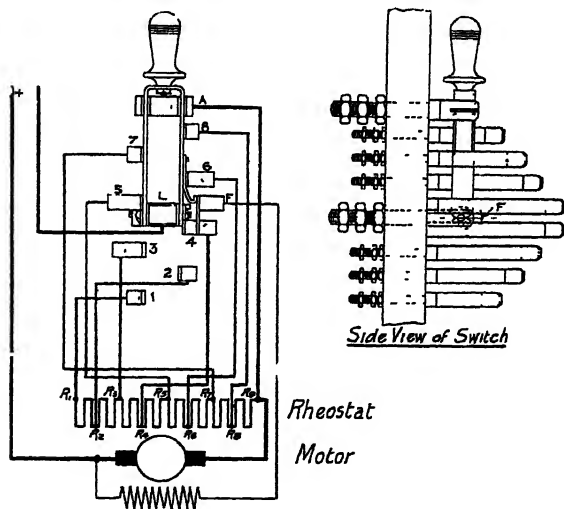 +
A
8
7
6
5
L
F
4
3
2
1
F
Side View of Switch
R1 R3 R5 R7 R9
R2 R4 R6 R8
Rheostat
Motor